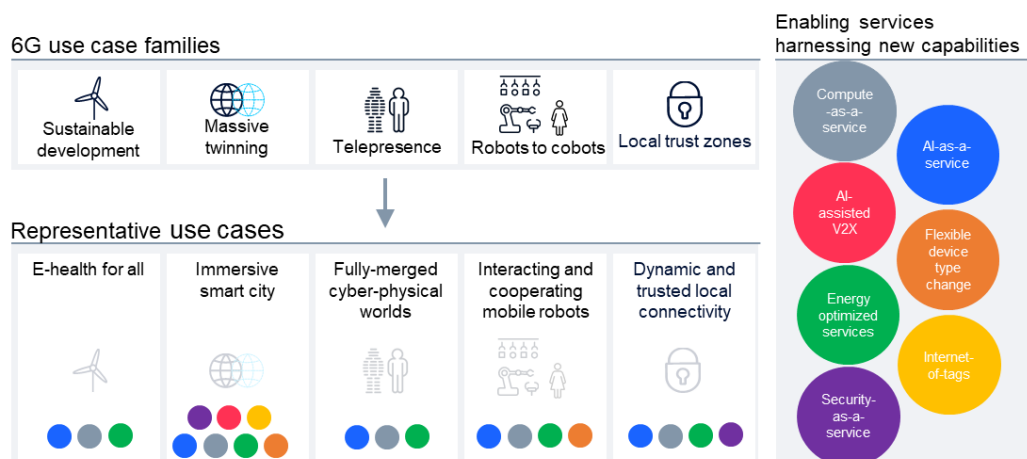 6G use case families
Sustainable
development
Massive
twinning
Telepresence
Robots to cobots
Local trust zones
Representative use cases
E-health for all
Immersive
smart city
Fully-merged
cyber-physical
worlds
Interacting and
cooperating
mobile robots
Dynamic and
trusted local
connectivity
Enabling services
harnessing new capabilities
Compute
-as-a-
service
AI-as-a-
service
AI-
assisted
V2X
Flexible
device
type
change
Energy
optimized
services
Internet-
of-tags
Security-
as-a-
service